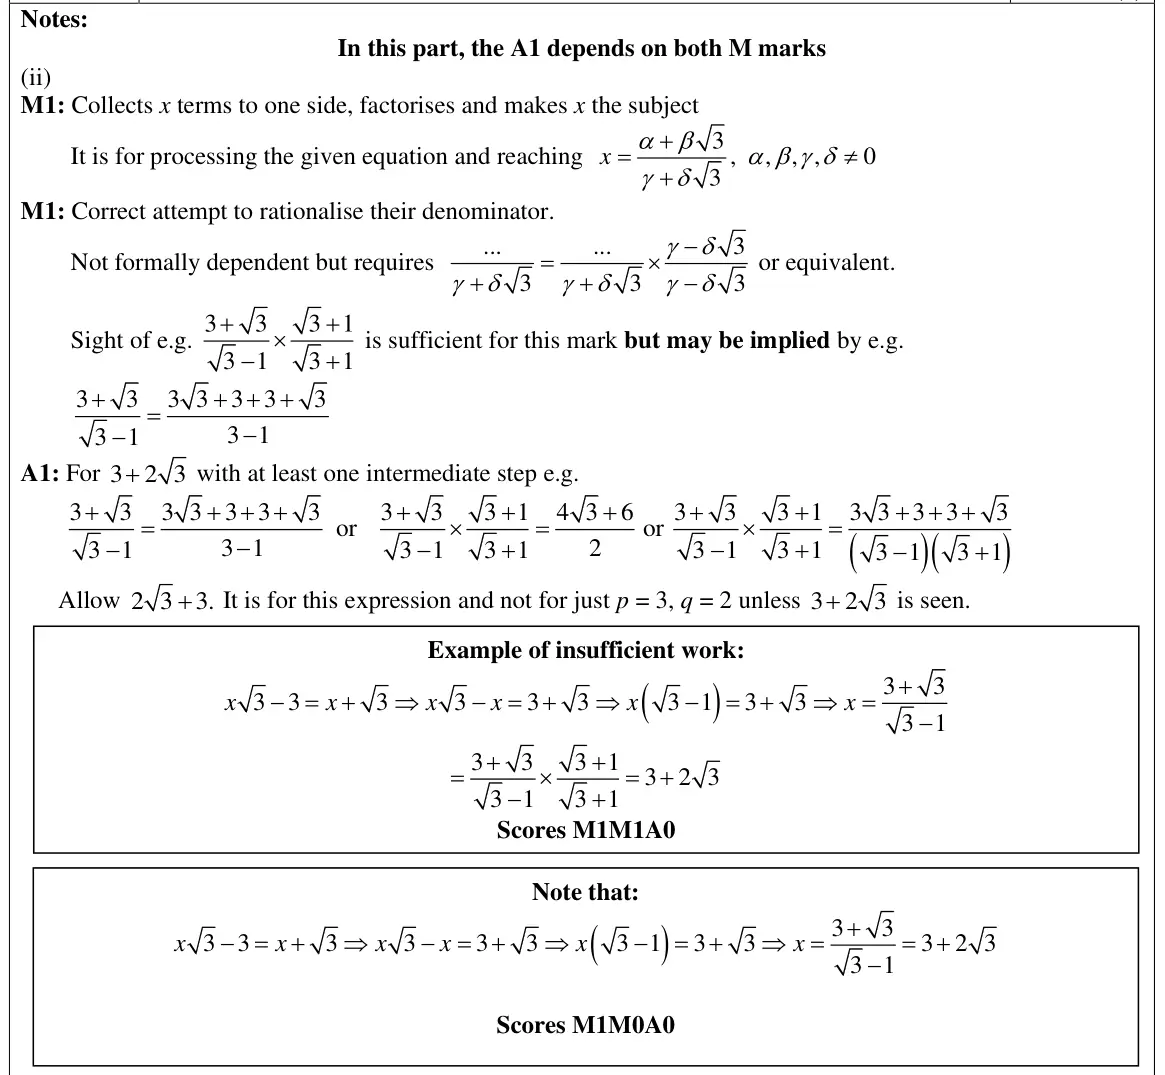 Notes:
In this part, the A1 depends on both M marks
(ii)
M1: Collects x terms to one side, factorises and makes x the subject
It is for processing the given equation and reaching x = (α + β√3)/(γ + δ√3), α, β, γ, δ ≠ 0
M1: Correct attempt to rationalise their denominator.
Not formally dependent but requires .../(γ + δ√3) = .../(γ + δ√3) × (γ − δ√3)/(γ − δ√3) or equivalent.
Sight of e.g. (3 + √3)/(√3 − 1) × (√3 + 1)/(√3 + 1) is sufficient for this mark but may be implied by e.g.
(3 + √3)/(√3 − 1) = (3√3 + 3 + 3 + √3)/(3 − 1)
A1: For 3 + 2√3 with at least one intermediate step e.g.
(3 + √3)/(√3 − 1) = (3√3 + 3 + 3 + √3)/(3 − 1) or (3 + √3)/(√3 − 1) × (√3 + 1)/(√3 + 1) = (4√3 + 6)/2 or (3 + √3)/(√3 − 1) × (√3 + 1)/(√3 + 1) = (3√3 + 3 + 3 + √3)/((√3 − 1)(√3 + 1))
Allow 2√3 + 3. It is for this expression and not for just p = 3, q = 2 unless 3 + 2√3 is seen.
Example of insufficient work:
x√3 − 3 = x + √3 ⇒ x√3 − x = 3 + √3 ⇒ x(√3 − 1) = 3 + √3 ⇒ x = (3 + √3)/(√3 − 1)
= (3 + √3)/(√3 − 1) × (√3 + 1)/(√3 + 1) = 3 + 2√3
Scores M1M1A0
Note that:
x√3 − 3 = x + √3 ⇒ x√3 − x = 3 + √3 ⇒ x(√3 − 1) = 3 + √3 ⇒ x = (3 + √3)/(√3 − 1) = 3 + 2√3
Scores M1M0A0